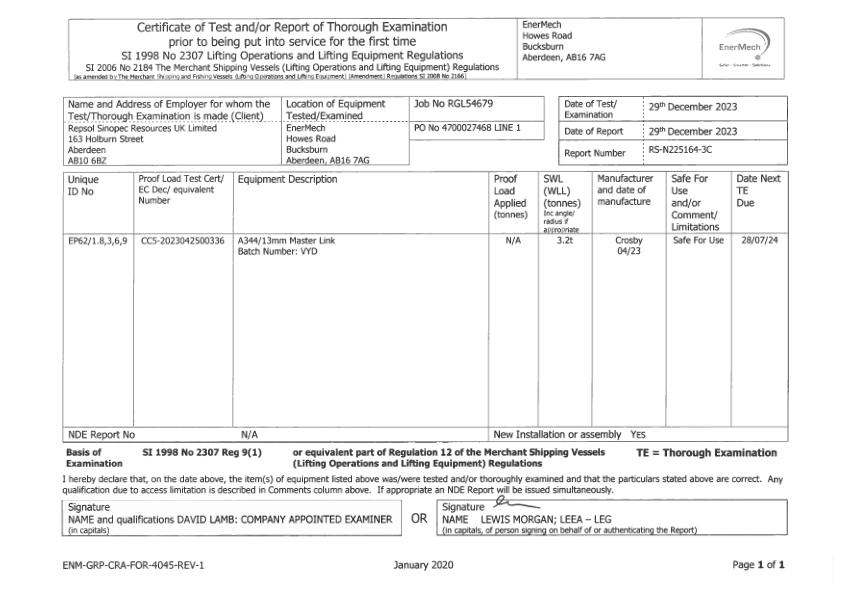 Certificate of Test and/or Report of Thorough Examination
prior to being put into service for the first time
SI 1998 No 2307 Lifting Operations and Lifting Equipment Regulations
SI 2006 No 2184 The Merchant Shipping Vessels (Lifting Operations and Lifting Equipment) Regulations
(as amended by The Merchant Shipping and Fishing Vessels (Lifting Operations and Lifting Equipment) (Amendment) Regulations SI 2008 No 2166)
EnerMech
Howes Road
Bucksburn
Aberdeen, AB16 7AG
EnerMech
Name and Address of Employer for whom the
Test/Thorough Examination is made (Client)
Repsol Sinopec Resources UK Limited
163 Holburn Street
Aberdeen
AB10 6BZ
Location of Equipment
Tested/Examined
EnerMech
Howes Road
Bucksburn
Aberdeen, AB16 7AG
Job No RGL54679
PO No 4700027468 LINE 1
Date of Test/
Examination
29th December 2023
Date of Report
29th December 2023
Report Number
RS-N225164-3C
Unique
ID No
Proof Load Test Cert/
EC Dec/ equivalent
Number
Equipment Description
Proof
Load
Applied
(tonnes)
SWL
(WLL)
(tonnes)
Inc angle/
radius if
appropriate
Manufacturer
and date of
manufacture
Safe For
Use
and/or
Comment/
Limitations
Date Next
TE
Due
EP62/1.8,3,6,9
CC5-2023042500336
A344/13mm Master Link
Batch Number: VYD
N/A
3.2t
Crosby
04/23
Safe For Use
28/07/24
NDE Report No
N/A
New Installation or assembly YES
Basis of
Examination
SI 1998 No 2307 Reg 9(1)
or equivalent part of Regulation 12 of the Merchant Shipping Vessels
(Lifting Operations and Lifting Equipment) Regulations
TE = Thorough Examination
I hereby declare that, on the date above, the item(s) of equipment listed above was/were tested and/or thoroughly examined and that the particulars stated above are correct. Any
qualification due to access limitation is described in Comments column above. If appropriate an NDE Report will be issued simultaneously.
Signature
NAME and qualifications DAVID LAMB: COMPANY APPOINTED EXAMINER
(in capitals)
OR
Signature
NAME LEWIS MORGAN; LEEA – LEG
(in capitals, of person signing on behalf of or authenticating the Report)
ENM-GRP-CRA-FOR-4045-REV-1
January 2020
Page 1 of 1